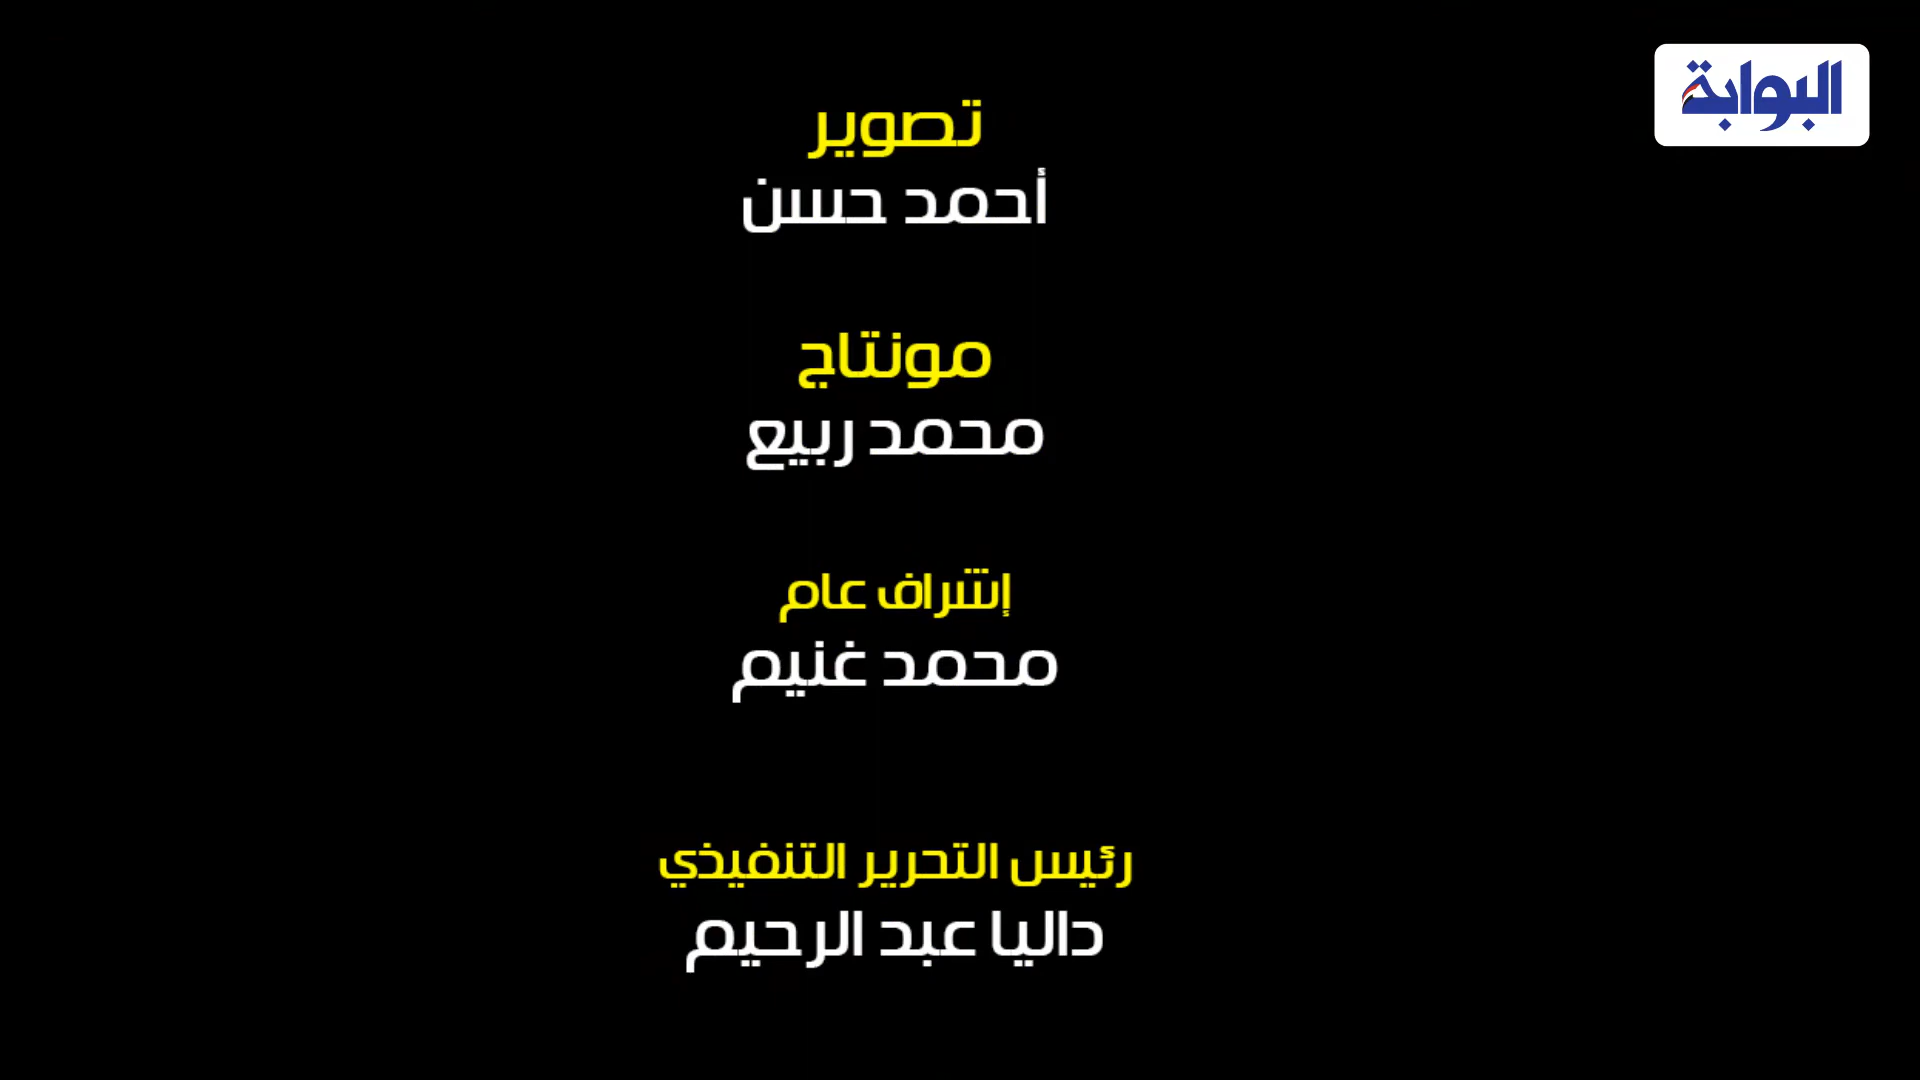 البوابة
تصوير
أحمد حسن
مونتاج
محمد ربيع
إشراف عام
محمد غنيم
رئيس التحرير التنفيذي
داليا عبد الرحيم